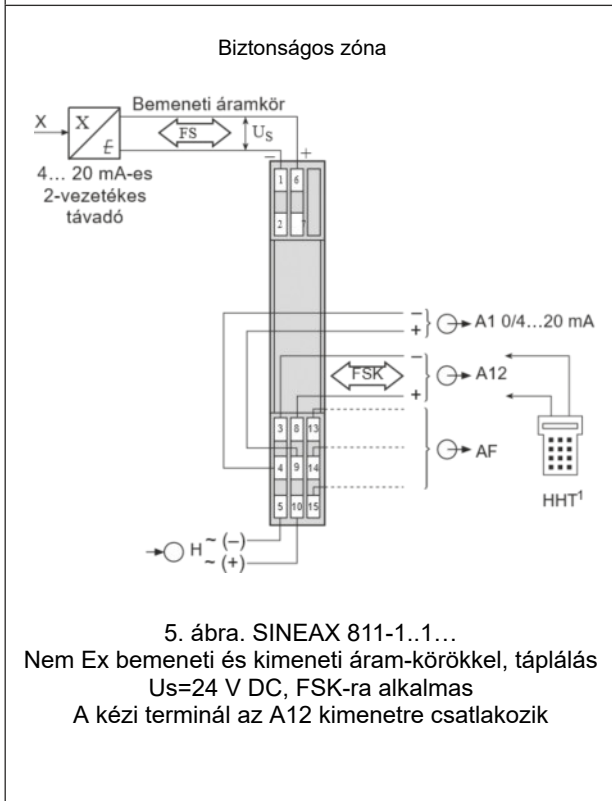 Biztonságos zóna
Bemeneti áramkör
X
X
E
FS
U_S
–
+
4… 20 mA-es
2-vezetékes
távadó
1 6
2 7
–
+
A1 0/4…20 mA
–
FSK
A12
+
3 8 13
4 9 14
AF
5 10 15
HHT¹
H ~ (–)
~ (+)
5. ábra. SINEAX 811-1..1…
Nem Ex bemeneti és kimeneti áram-körökkel, táplálás
Us=24 V DC, FSK-ra alkalmas
A kézi terminál az A12 kimenetre csatlakozik